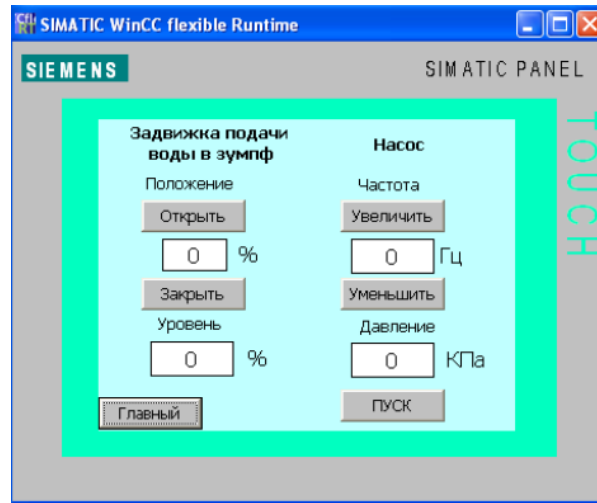 SIMATIC WinCC flexible Runtime
SIEMENS
SIMATIC PANEL
TOUCH
Задвижка подачи
воды в зумпф
Положение
Открыть
0 %
Закрыть
Уровень
0 %
Главный
Насос
Частота
Увеличить
0 Гц
Уменьшить
Давление
0 КПа
ПУСК